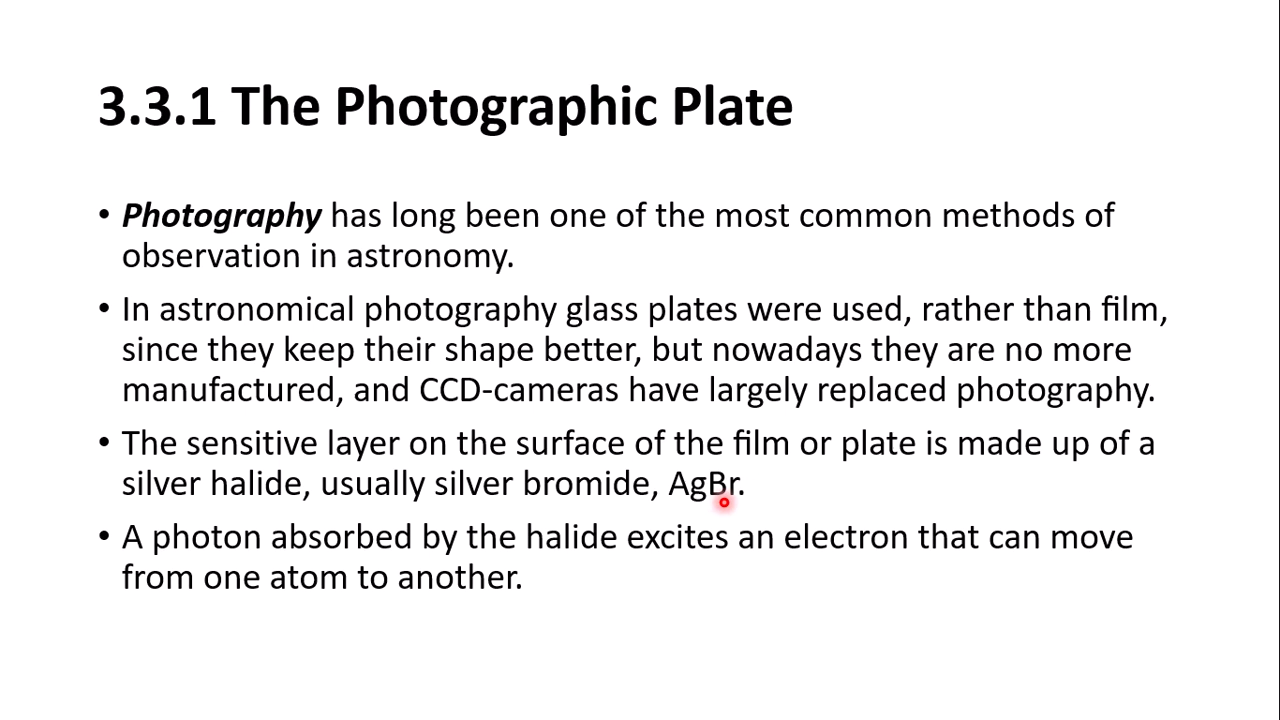 3.3.1 The Photographic Plate
• Photography has long been one of the most common methods of
observation in astronomy.
• In astronomical photography glass plates were used, rather than film,
since they keep their shape better, but nowadays they are no more
manufactured, and CCD-cameras have largely replaced photography.
• The sensitive layer on the surface of the film or plate is made up of a
silver halide, usually silver bromide, AgBr.
• A photon absorbed by the halide excites an electron that can move
from one atom to another.